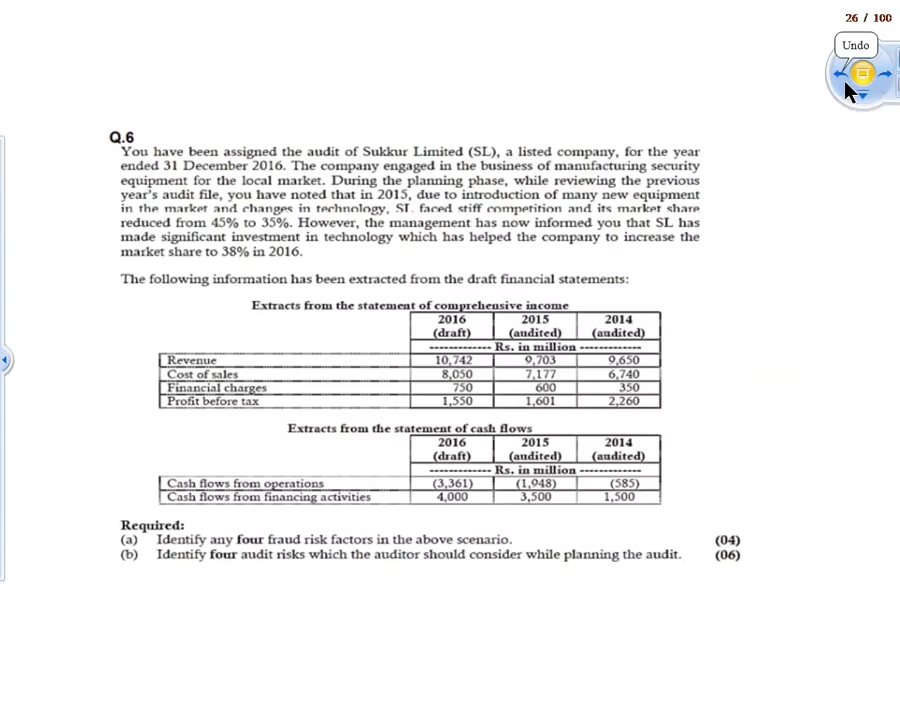 26 / 100
Undo
Q.6
You have been assigned the audit of Sukkur Limited (SL), a listed company, for the year
ended 31 December 2016. The company engaged in the business of manufacturing security
equipment for the local market. During the planning phase, while reviewing the previous
year's audit file, you have noted that in 2015, due to introduction of many new equipment
in the market and changes in technology, SL faced stiff competition and its market share
reduced from 45% to 35%. However, the management has now informed you that SL has
made significant investment in technology which has helped the company to increase the
market share to 38% in 2016.
The following information has been extracted from the draft financial statements:
Extracts from the statement of comprehensive income
2016 2015 2014
(draft) (audited) (audited)
------------- Rs. in million -------------
Revenue 10,742 9,703 9,650
Cost of sales 8,050 7,177 6,740
Financial charges 750 600 350
Profit before tax 1,550 1,601 2,260
Extracts from the statement of cash flows
2016 2015 2014
(draft) (audited) (audited)
------------- Rs. in million -------------
Cash flows from operations (3,361) (1,948) (585)
Cash flows from financing activities 4,000 3,500 1,500
Required:
(a) Identify any four fraud risk factors in the above scenario. (04)
(b) Identify four audit risks which the auditor should consider while planning the audit. (06)